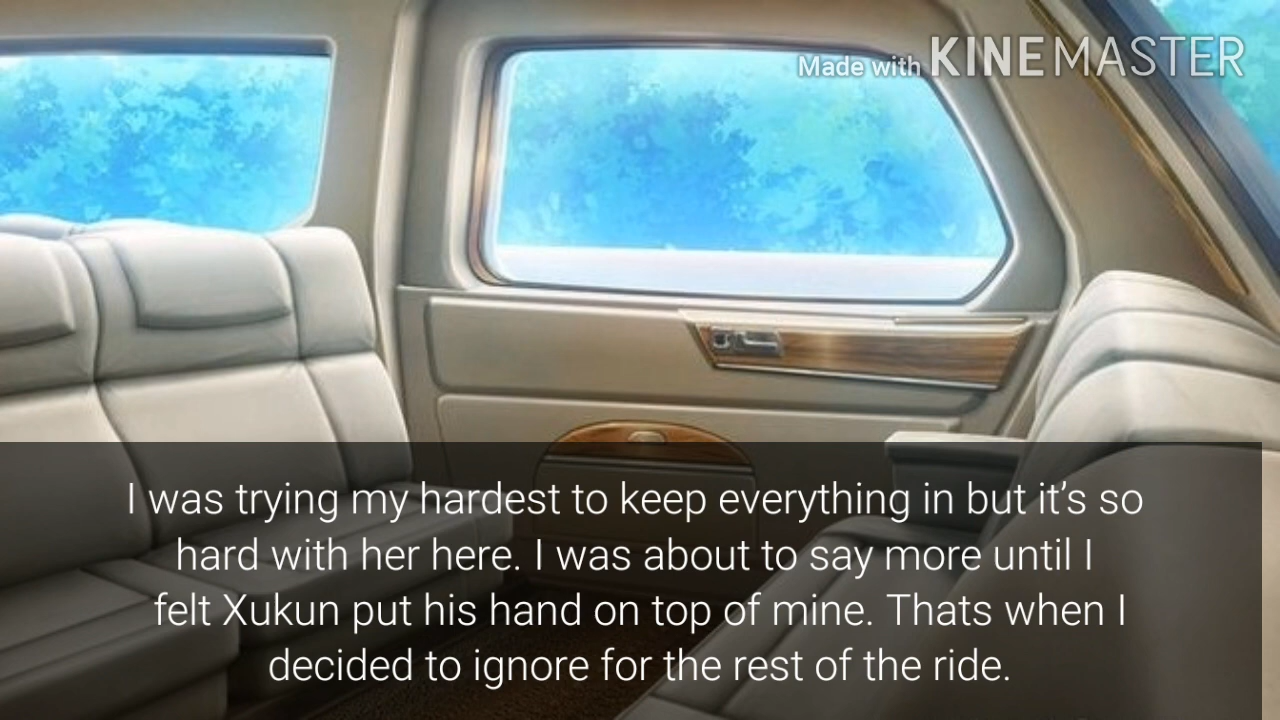 Made with KINEMASTER
I was trying my hardest to keep everything in but it’s so
hard with her here. I was about to say more until I
felt Xukun put his hand on top of mine. Thats when I
decided to ignore for the rest of the ride.